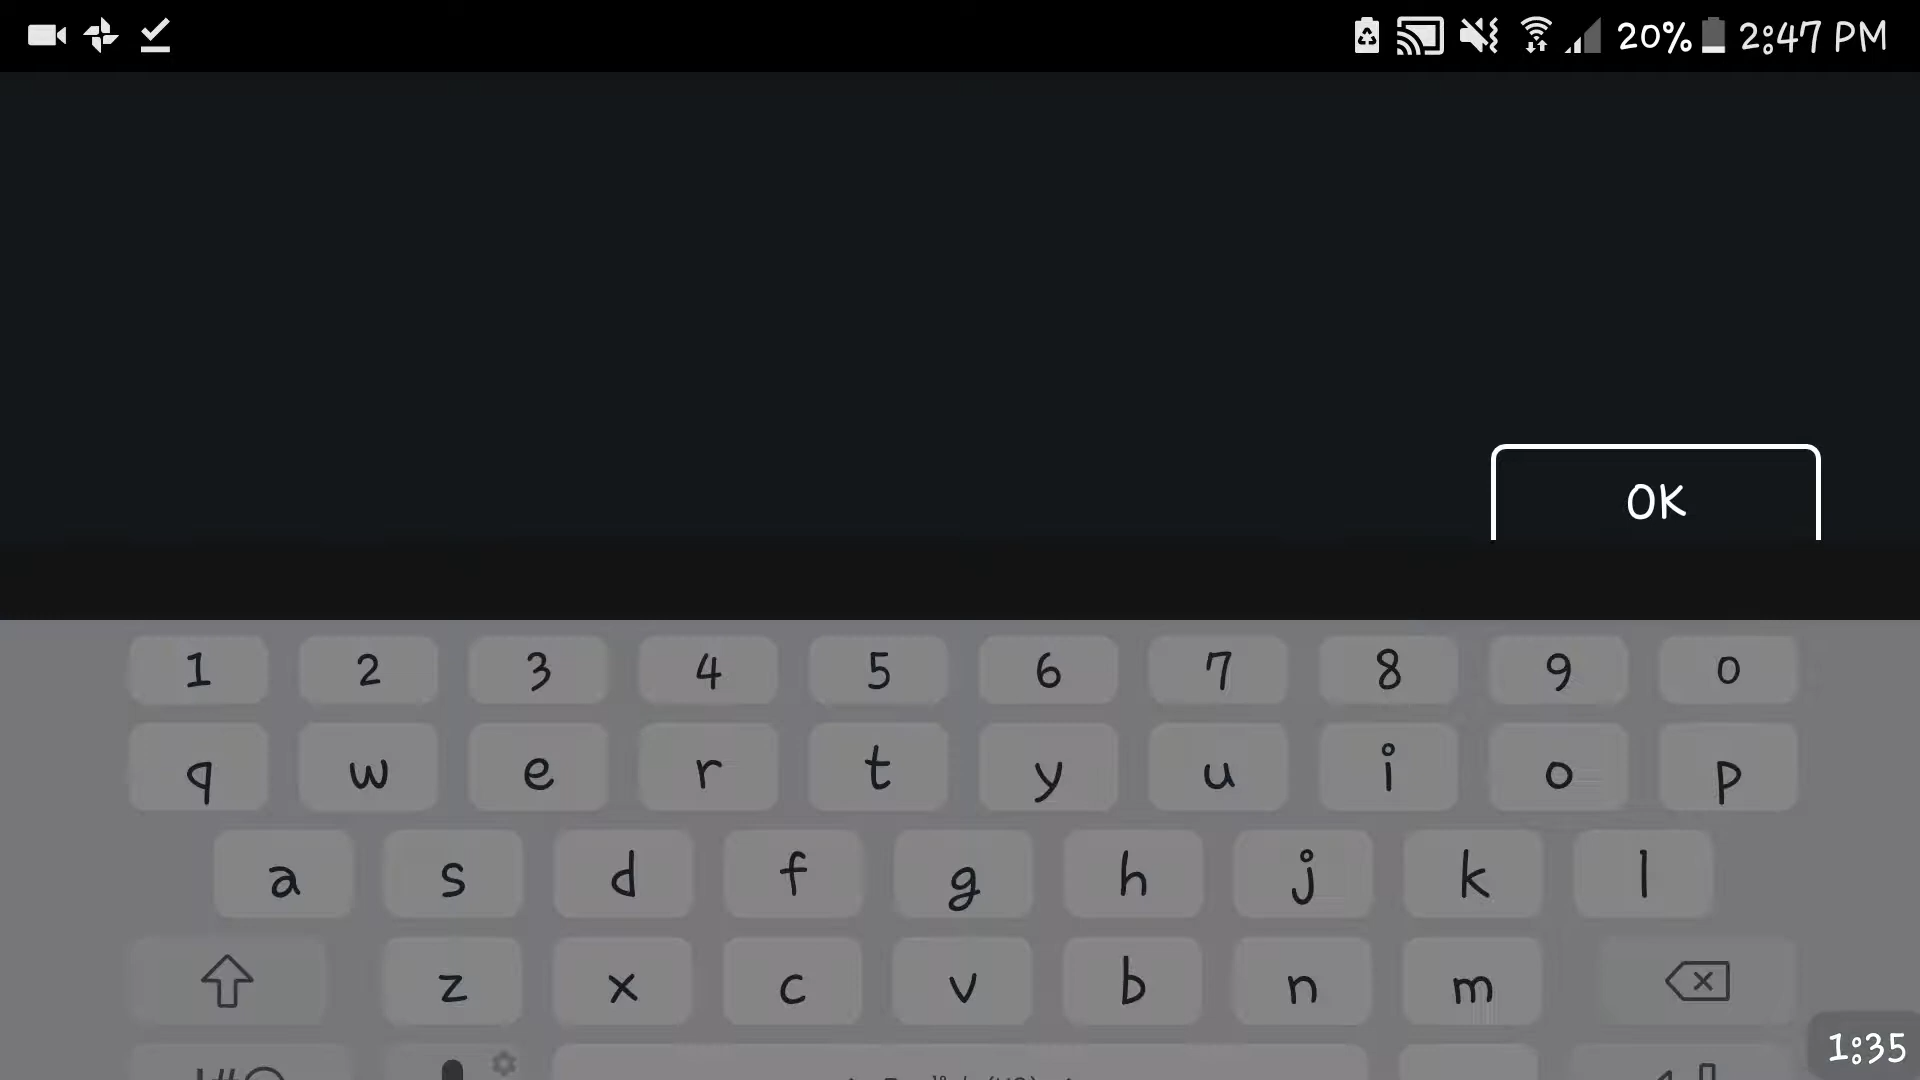 20% 2:47 PM
OK
1 2 3 4 5 6 7 8 9 0
q w e r t y u i o p
a s d f g h j k l
z x c v b n m
1:35